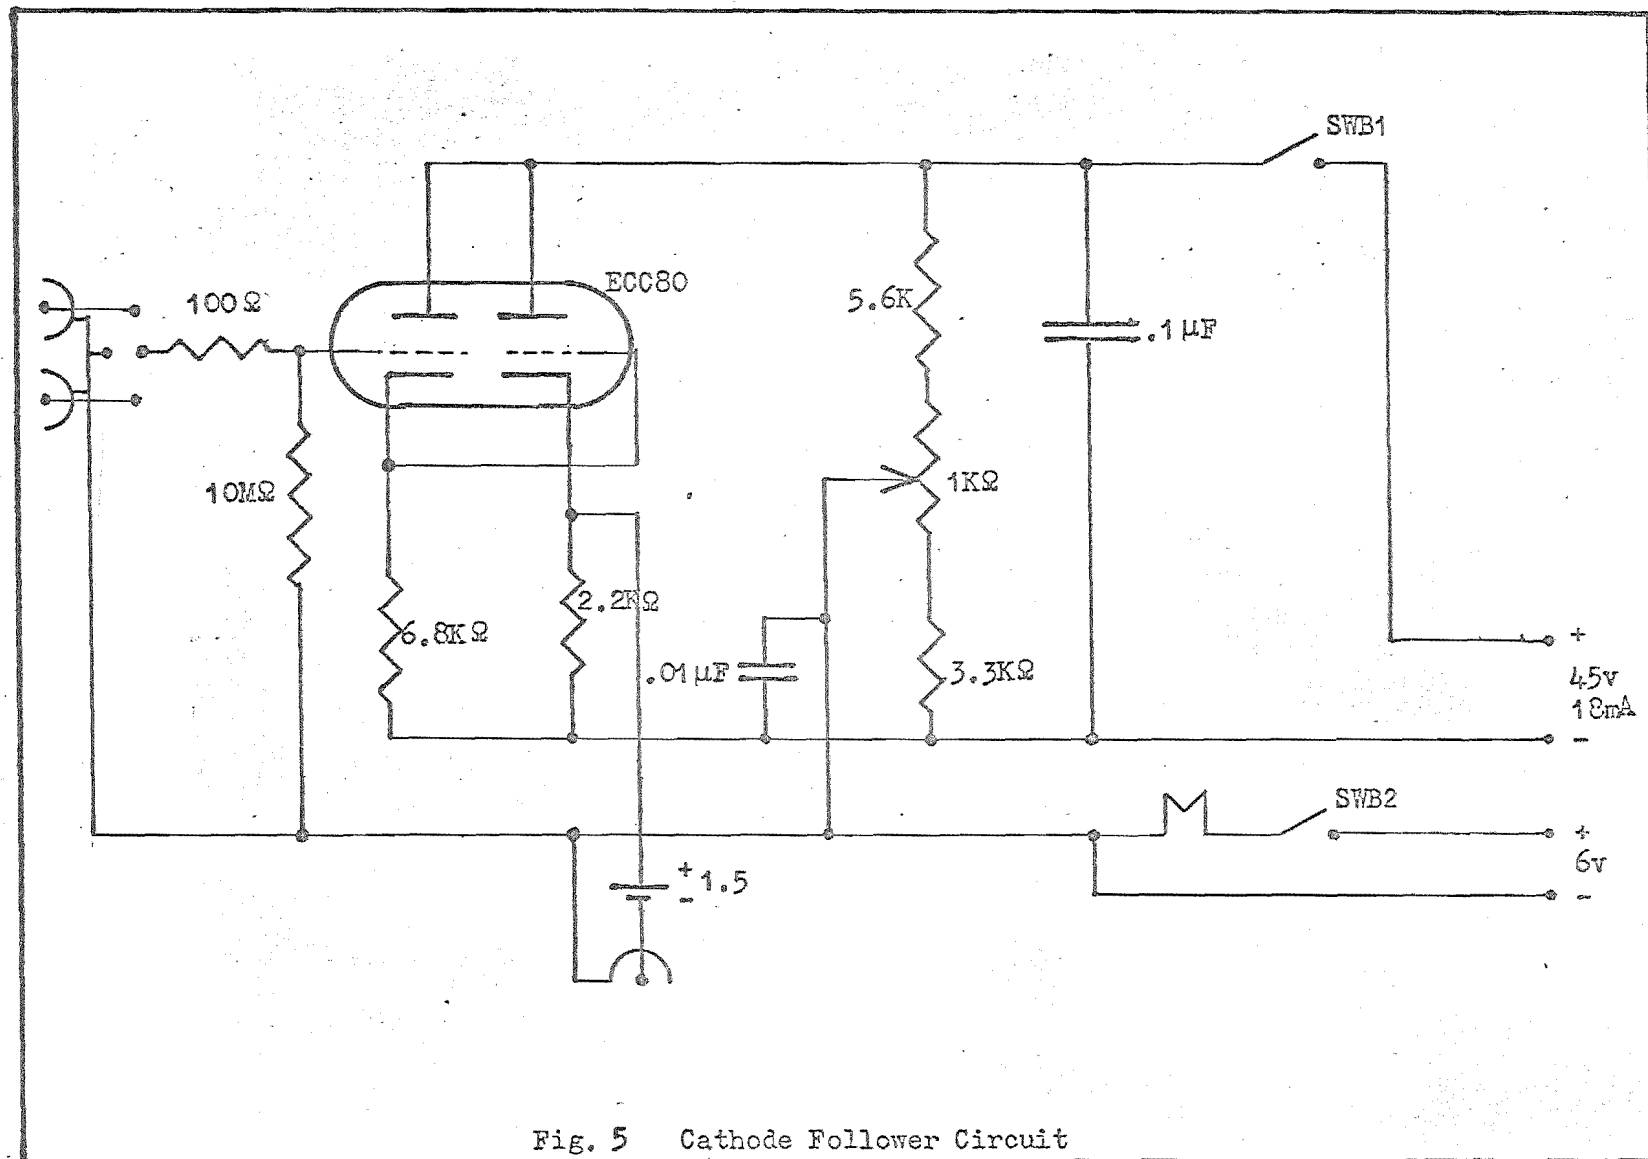 SWB1
ECC80
100Ω
5.6K
.1µF
10MΩ
1KΩ
2.2KΩ
6.8KΩ
.01µF
3.3KΩ
+
45v
18mA
-
SWB2
+
6v
-
+
1.5
-
Fig. 5 Cathode Follower Circuit